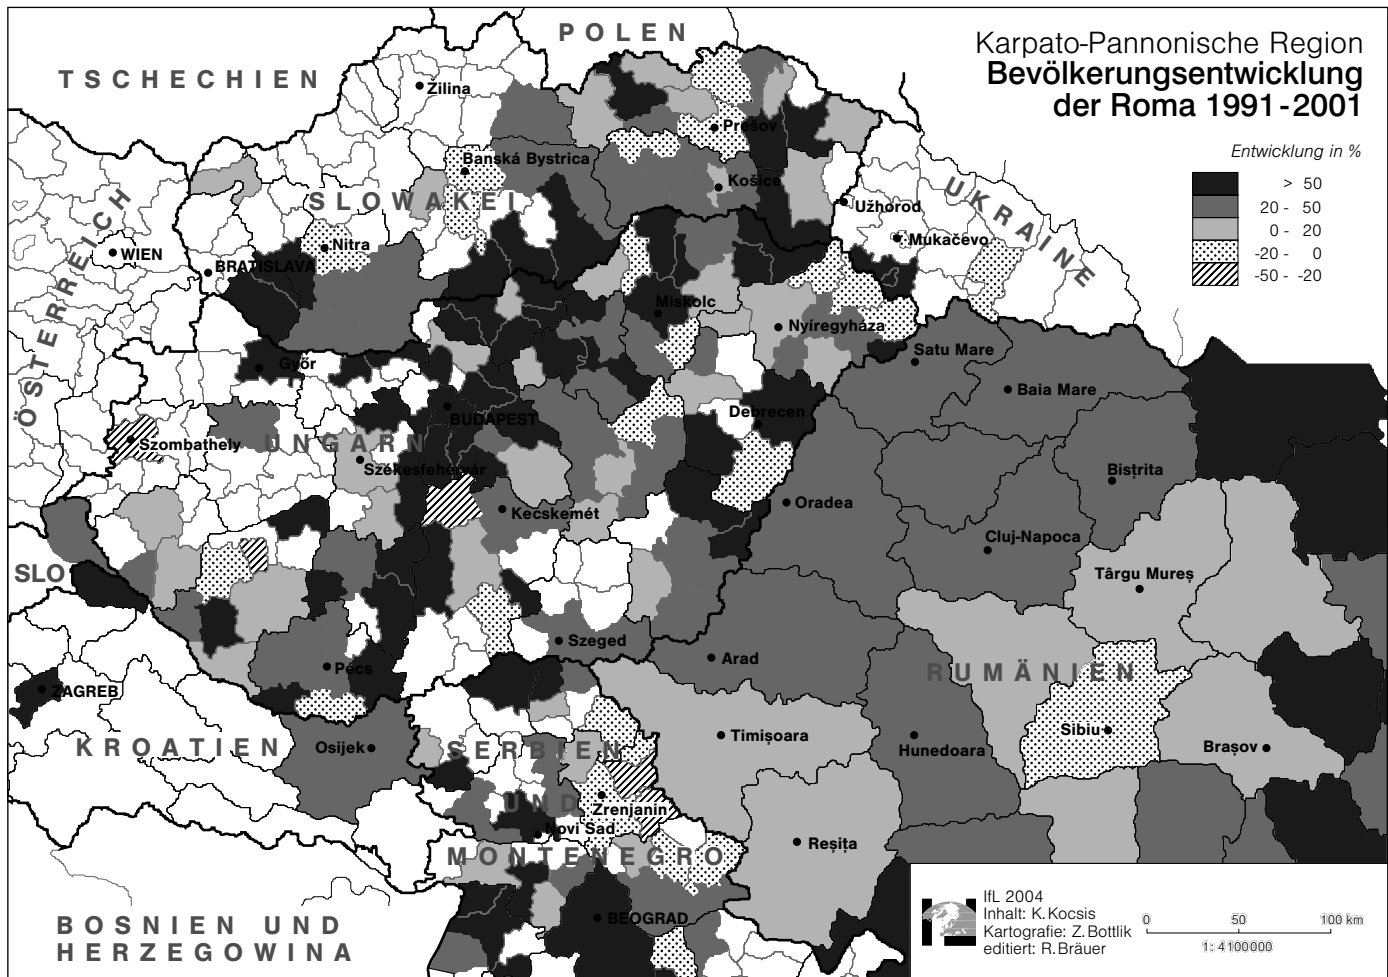 Karpato-Pannonische Region
Bevölkerungsentwicklung
der Roma 1991-2001
Entwicklung in %
> 50
20 - 50
0 - 20
-20 - 0
-50 - -20
POLEN
TSCHECHIEN
Žilina
Prešov
Banská Bystrica
Košice
SLOWAKEI
UKRAINE
Užhorod
Mukačevo
ÖSTERREICH
WIEN
Nitra
BRATISLAVA
Miskolc
Nyíregyháza
Satu Mare
Baia Mare
Győr
BUDAPEST
Debrecen
Szombathely
UNGARN
Székesfehérvár
Bistrița
Kecskemét
Oradea
Cluj-Napoca
SLO
Târgu Mureș
Szeged
Arad
RUMÄNIEN
Pécs
ZAGREB
KROATIEN
Osijek
SERBIEN
Timișoara
Hunedoara
Sibiu
Brașov
UND
Zrenjanin
Novi Sad
MONTENEGRO
Reșița
BEOGRAD
BOSNIEN UND
HERZEGOWINA
IfL 2004
Inhalt: K. Kocsis
Kartografie: Z. Bottlik
editiert: R. Bräuer
0 50 100 km
1: 4100000